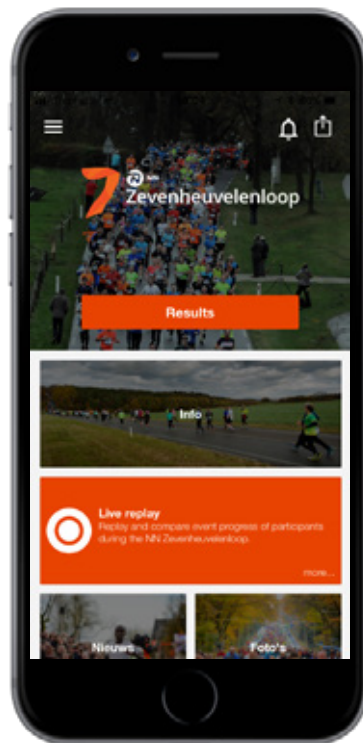 7
NN
Zevenheuvelenloop
Results
Info
Live replay
Replay and compare event progress of participants
during the NN Zevenheuvelenloop.
more...
Nieuws
Foto's